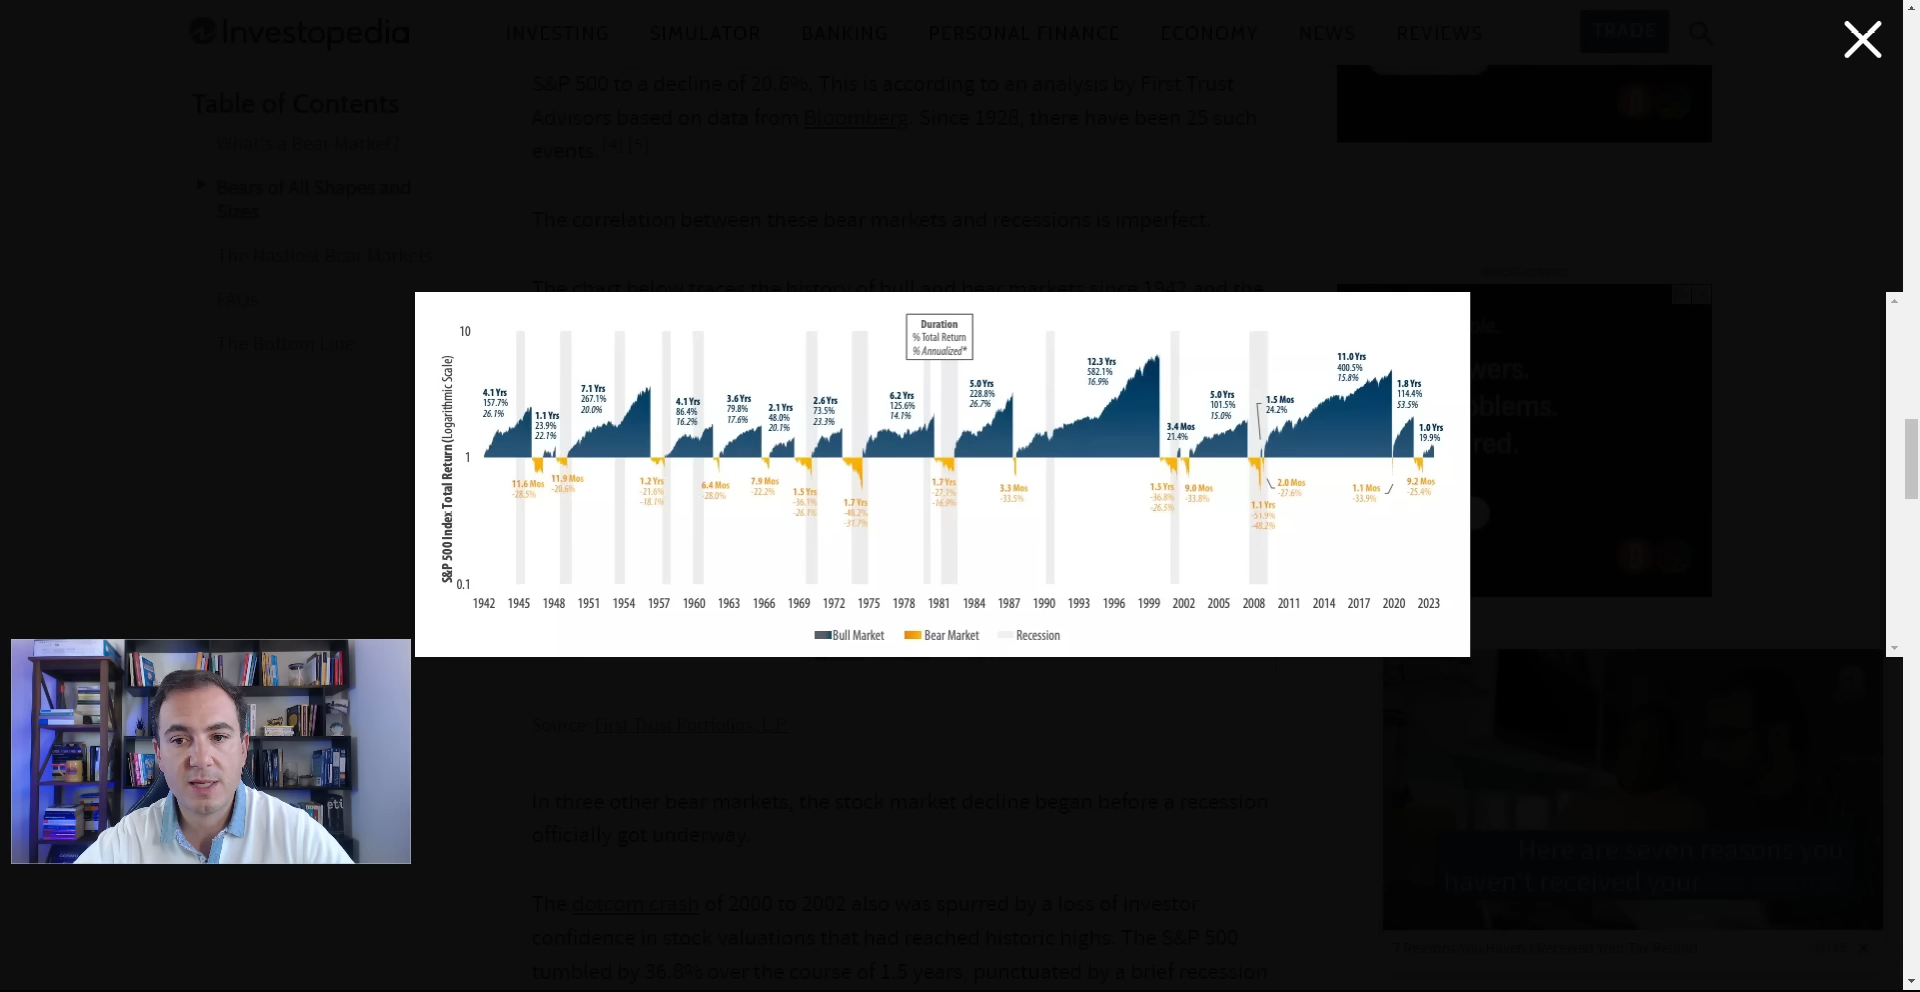 Investopedia
INVESTING SIMULATOR BANKING PERSONAL FINANCE ECONOMY NEWS REVIEWS TRADE
Table of Contents
What's a Bear Market?
Bears of All Shapes and
Sizes
The Nastiest Bear Markets
FAQs
The Bottom Line
S&P 500 to a decline of 20.6%. This is according to an analysis by First Trust
Advisors based on data from Bloomberg. Since 1928, there have been 25 such
events. [4] [5]
The correlation between these bear markets and recessions is imperfect.
The chart below traces the history of bull and bear markets since 1942 and the
Duration
% Total Return
% Annualized*
S&P 500 Index Total Return (Logarithmic Scale)
10
1
0.1
4.1 Yrs
157.7%
26.1%
1.1 Yrs
23.9%
22.1%
7.1 Yrs
267.1%
20.0%
4.1 Yrs
86.4%
16.2%
3.6 Yrs
79.8%
17.6%
2.1 Yrs
48.0%
20.1%
2.6 Yrs
73.5%
23.3%
6.2 Yrs
125.6%
14.1%
5.0 Yrs
228.8%
26.7%
12.3 Yrs
582.1%
16.9%
3.4 Mos
21.4%
5.0 Yrs
101.5%
15.0%
1.5 Mos
24.2%
11.0 Yrs
400.5%
15.8%
1.8 Yrs
114.4%
53.5%
1.0 Yrs
19.9%
11.6 Mos
-28.5%
11.9 Mos
-20.6%
1.2 Yrs
-21.6%
-18.1%
6.4 Mos
-28.0%
7.9 Mos
-22.2%
1.5 Yrs
-36.1%
-26.1%
1.7 Yrs
-48.2%
-31.7%
1.7 Yrs
-27.1%
-16.9%
3.3 Mos
-33.5%
1.5 Yrs
-36.8%
-26.5%
9.0 Mos
-33.8%
1.1 Yrs
-51.9%
-48.2%
2.0 Mos
-27.6%
1.1 Mos
-33.9%
9.2 Mos
-25.4%
1942 1945 1948 1951 1954 1957 1960 1963 1966 1969 1972 1975 1978 1981 1984 1987 1990 1993 1996 1999 2002 2005 2008 2011 2014 2017 2020 2023
Bull Market Bear Market Recession
Source: First Trust Portfolios, L.P.
In three other bear markets, the stock market decline began before a recession
officially got underway.
The dotcom crash of 2000 to 2002 also was spurred by a loss of investor
confidence in stock valuations that had reached historic highs. The S&P 500
tumbled by 36.8% over the course of 1.5 years, punctuated by a brief recession
Here are seven reasons you
haven't received your